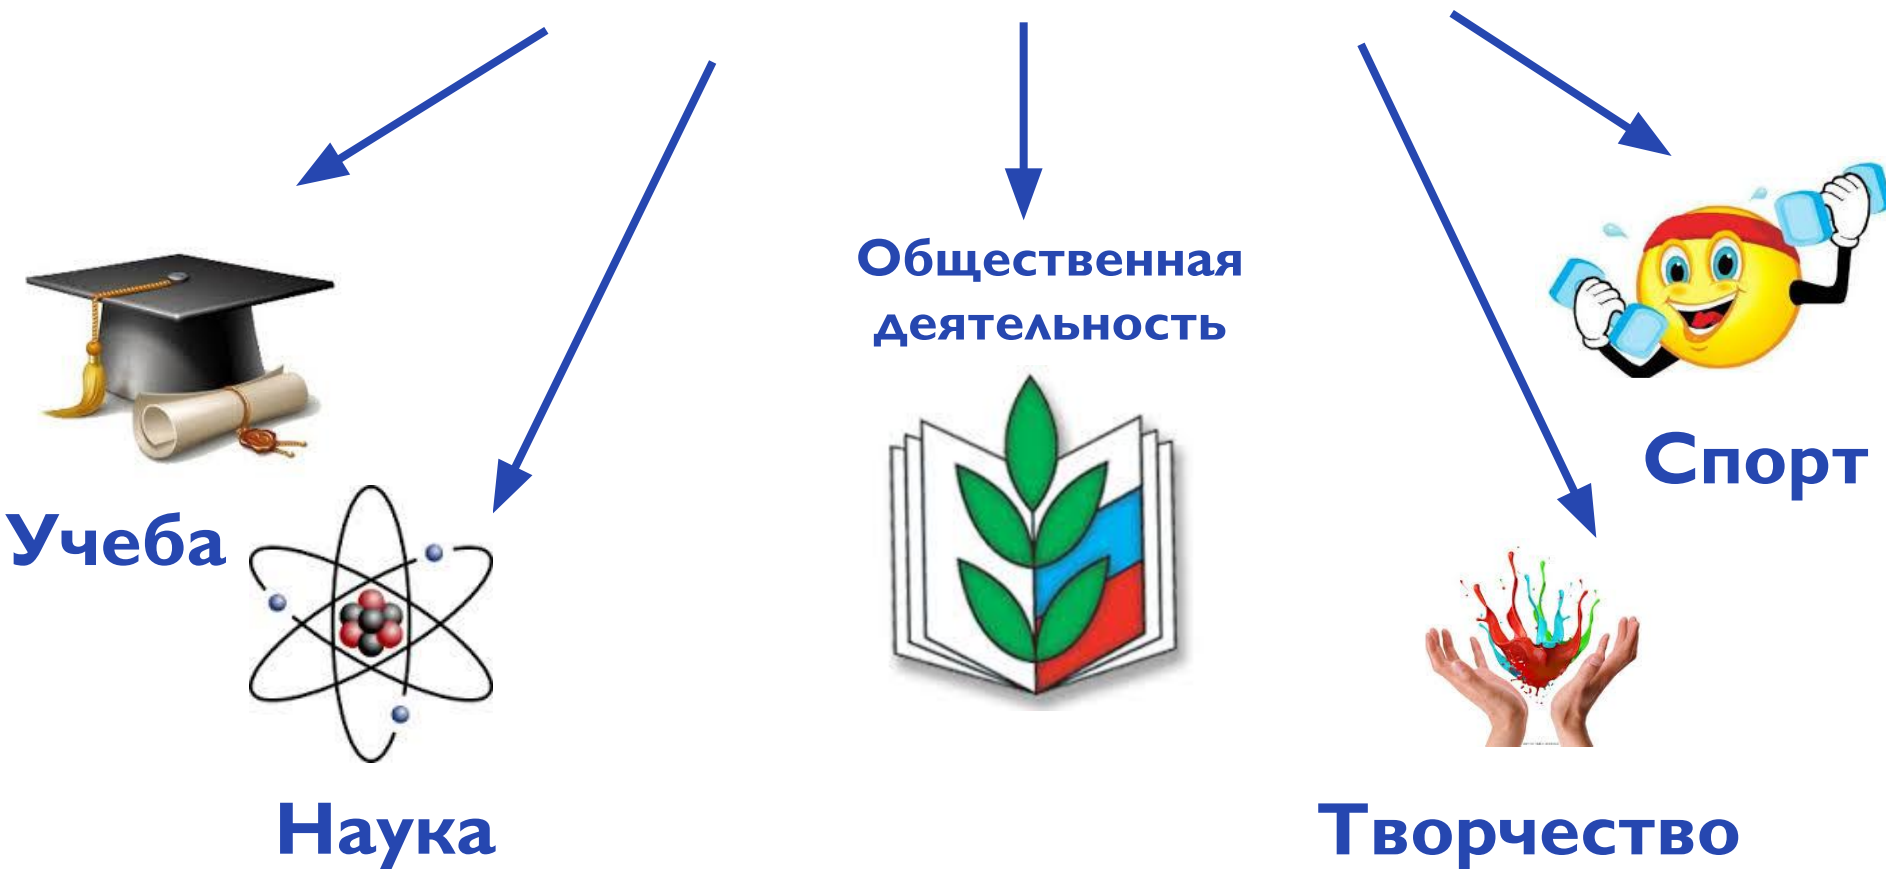 Общественная
деятельность
Спорт
Учеба
Наука
Творчество